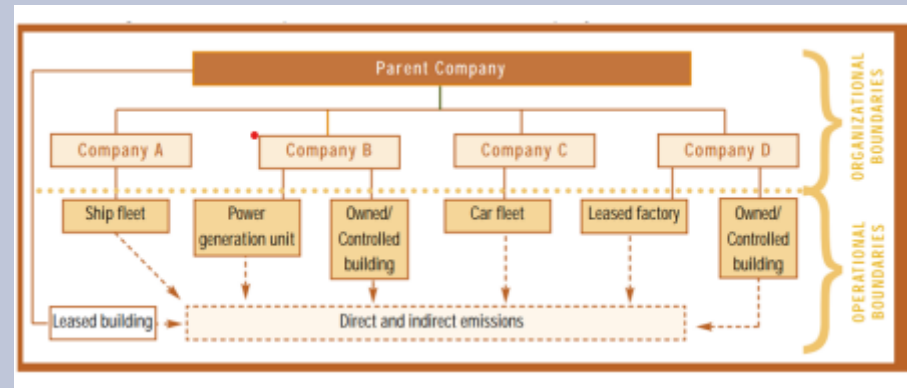 Parent Company
ORGANIZATIONAL
BOUNDARIES
Company A
Company B
Company C
Company D
Ship fleet
Power
generation unit
Owned/
Controlled
building
Car fleet
Leased factory
Owned/
Controlled
building
OPERATIONAL
BOUNDARIES
Leased building
Direct and indirect emissions